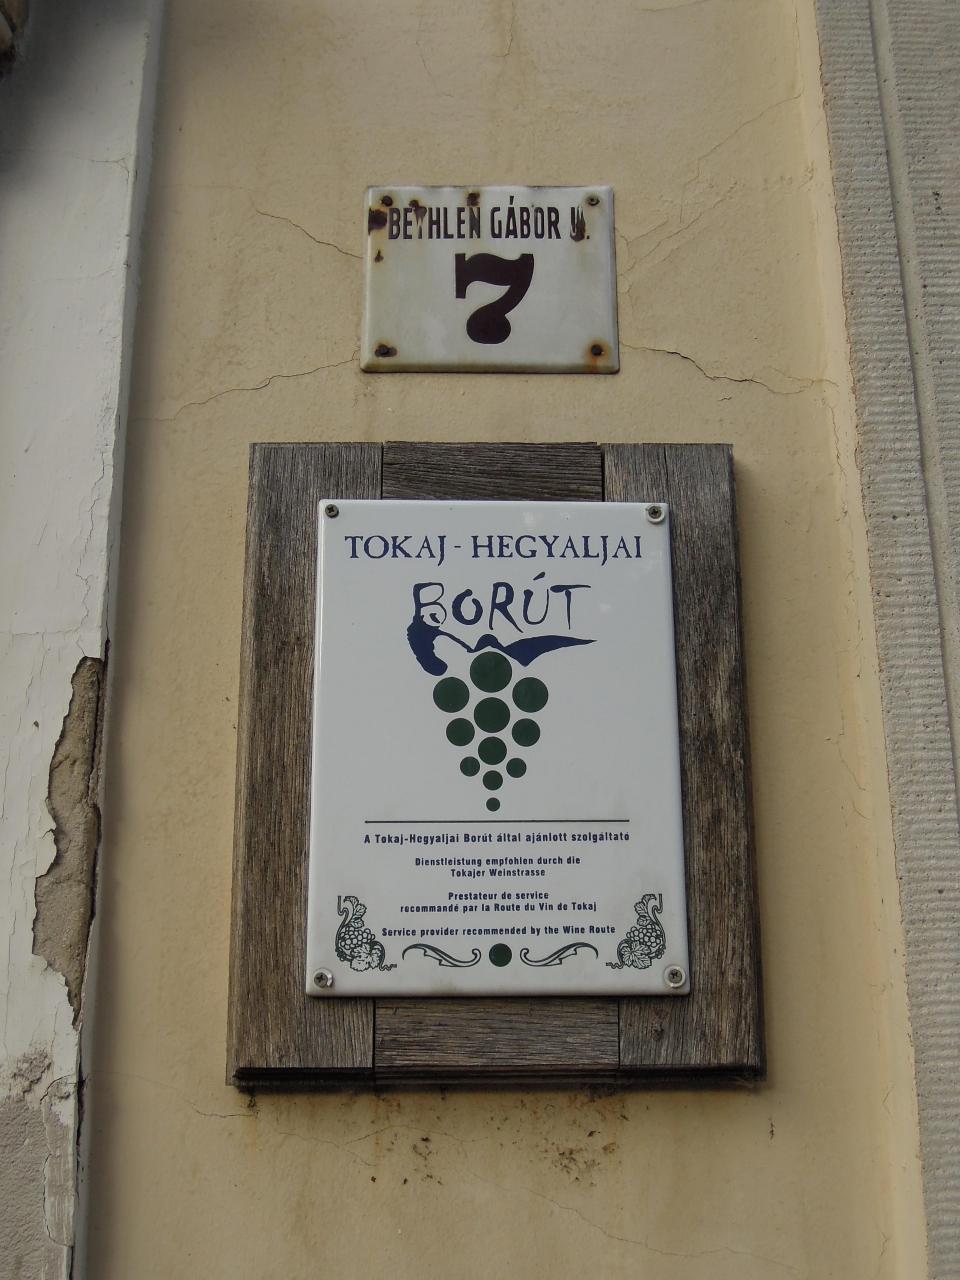 BETHLEN GÁBOR U.
7
TOKAJ - HEGYALJAI
BORÚT
A Tokaj-Hegyaljai Borút által ajánlott szolgáltató
Dienstleistung empfohlen durch die
Tokajer Weinstrasse
Prestateur de service
recommandé par la Route du Vin de Tokaj
Service provider recommended by the Wine Route